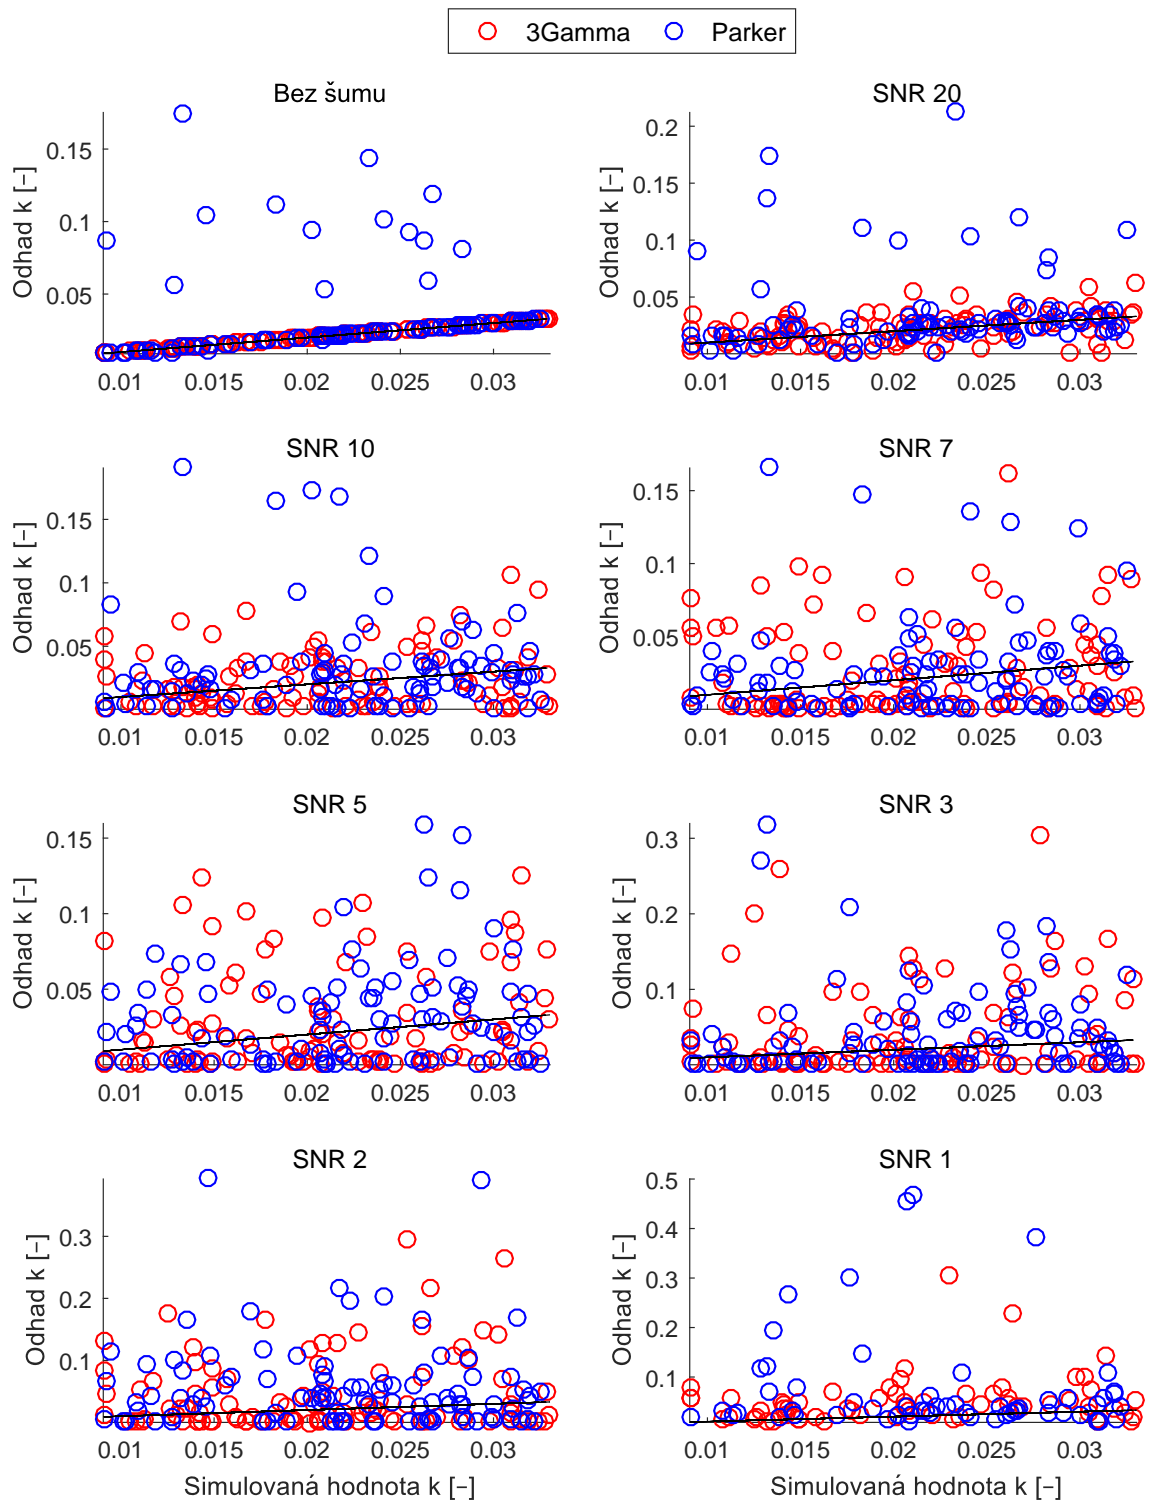 3Gamma Parker
Bez šumu
Odhad k [−]
0.15
0.1
0.05
0.01 0.015 0.02 0.025 0.03
SNR 20
Odhad k [−]
0.2
0.15
0.1
0.05
0.01 0.015 0.02 0.025 0.03
SNR 10
Odhad k [−]
0.15
0.1
0.05
0.01 0.015 0.02 0.025 0.03
SNR 7
Odhad k [−]
0.15
0.1
0.05
0.01 0.015 0.02 0.025 0.03
SNR 5
Odhad k [−]
0.15
0.1
0.05
0.01 0.015 0.02 0.025 0.03
SNR 3
Odhad k [−]
0.3
0.2
0.1
0.01 0.015 0.02 0.025 0.03
SNR 2
Odhad k [−]
0.3
0.2
0.1
0.01 0.015 0.02 0.025 0.03
Simulovaná hodnota k [−]
SNR 1
Odhad k [−]
0.5
0.4
0.3
0.2
0.1
0.01 0.015 0.02 0.025 0.03
Simulovaná hodnota k [−]